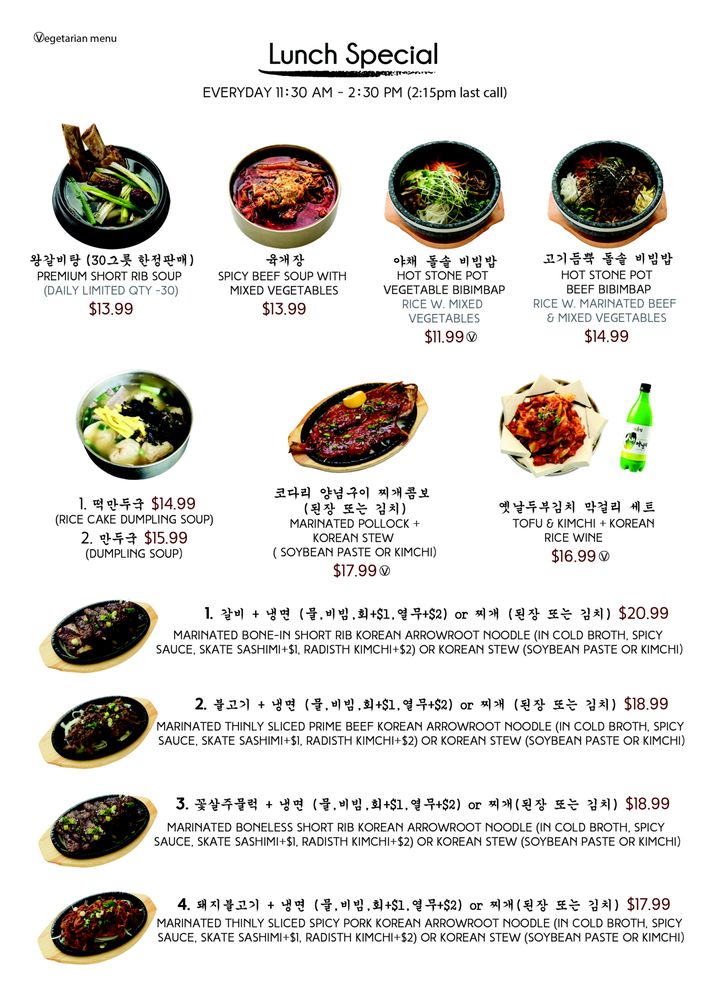 Ⓥegetarian menu
Lunch Special
EVERYDAY 11:30 AM - 2:30 PM (2:15pm last call)
왕갈비탕 (30그릇 한정판매)
PREMIUM SHORT RIB SOUP
(DAILY LIMITED QTY -30)
$13.99
육개장
SPICY BEEF SOUP WITH
MIXED VEGETABLES
$13.99
야채 돌솥 비빔밥
HOT STONE POT
VEGETABLE BIBIMBAP
RICE W. MIXED
VEGETABLES
$11.99Ⓥ
고기듬뿍 돌솥 비빔밥
HOT STONE POT
BEEF BIBIMBAP
RICE W. MARINATED BEEF
& MIXED VEGETABLES
$14.99
1. 떡만두국 $14.99
(RICE CAKE DUMPLING SOUP)
2. 만두국 $15.99
(DUMPLING SOUP)
코다리 양념구이 찌개콤보
(된장 또는 김치)
MARINATED POLLOCK +
KOREAN STEW
( SOYBEAN PASTE OR KIMCHI)
$17.99Ⓥ
옛날두부김치 막걸리 세트
TOFU & KIMCHI + KOREAN
RICE WINE
$16.99Ⓥ
1. 갈비 + 냉면 (물,비빔,회+$1,열무+$2) or 찌개 (된장 또는 김치) $20.99
MARINATED BONE-IN SHORT RIB KOREAN ARROWROOT NOODLE (IN COLD BROTH, SPICY
SAUCE, SKATE SASHIMI+$1, RADISTH KIMCHI+$2) OR KOREAN STEW (SOYBEAN PASTE OR KIMCHI)
2. 불고기 + 냉면 (물,비빔,회+$1,열무+$2) or 찌개 (된장 또는 김치) $18.99
MARINATED THINLY SLICED PRIME BEEF KOREAN ARROWROOT NOODLE (IN COLD BROTH, SPICY
SAUCE, SKATE SASHIMI+$1, RADISTH KIMCHI+$2) OR KOREAN STEW (SOYBEAN PASTE OR KIMCHI)
3. 꽃살주물럭 + 냉면 (물,비빔,회+$1,열무+$2) or 찌개(된장 또는 김치) $18.99
MARINATED BONELESS SHORT RIB KOREAN ARROWROOT NOODLE (IN COLD BROTH, SPICY
SAUCE, SKATE SASHIMI+$1, RADISTH KIMCHI+$2) OR KOREAN STEW (SOYBEAN PASTE OR KIMCHI)
4. 돼지불고기 + 냉면 (물,비빔,회+$1,열무+$2) or 찌개(된장 또는 김치) $17.99
MARINATED THINLY SLICED SPICY PORK KOREAN ARROWROOT NOODLE (IN COLD BROTH, SPICY
SAUCE, SKATE SASHIMI+$1, RADISTH KIMCHI+$2) OR KOREAN STEW (SOYBEAN PASTE OR KIMCHI)